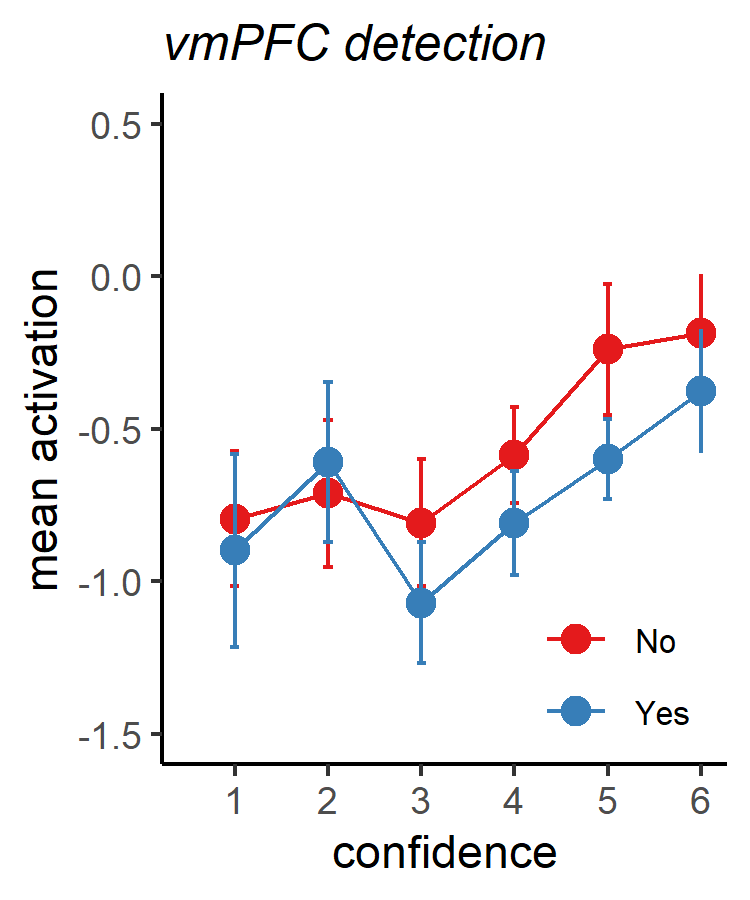 vmPFC detection
0.5
0.0
-0.5
-1.0
-1.5
mean activation
No
Yes
1 2 3 4 5 6
confidence